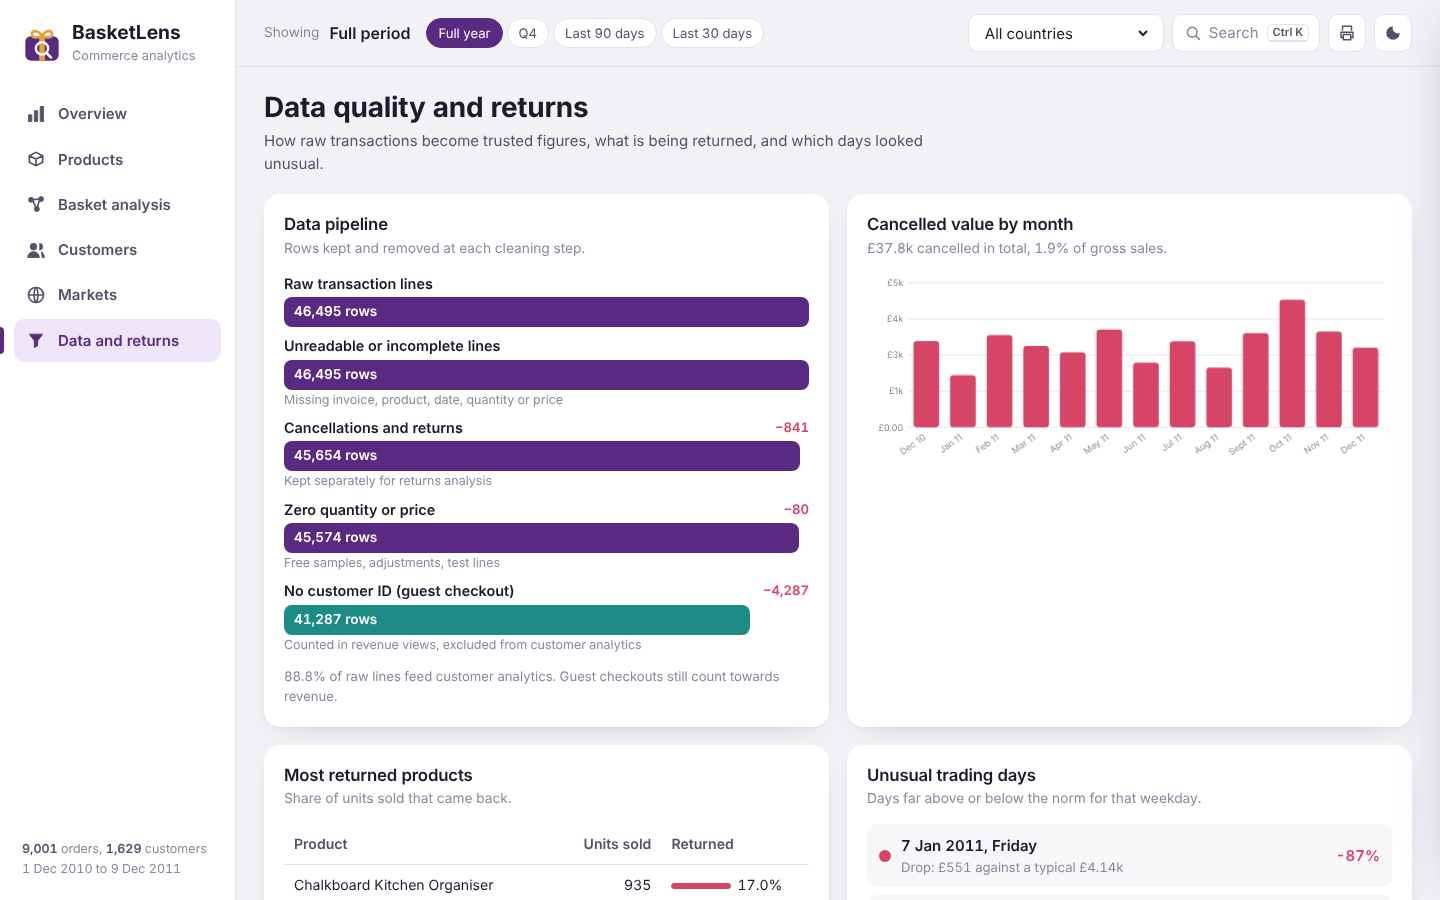 BasketLens
Commerce analytics
Overview
Products
Basket analysis
Customers
Markets
Data and returns
9,001 orders, 1,629 customers
1 Dec 2010 to 9 Dec 2011
Showing Full period Full year Q4 Last 90 days Last 30 days All countries Search Ctrl K
Data quality and returns
How raw transactions become trusted figures, what is being returned, and which days looked
unusual.
Data pipeline
Rows kept and removed at each cleaning step.
Raw transaction lines
46,495 rows
Unreadable or incomplete lines
46,495 rows
Missing invoice, product, date, quantity or price
Cancellations and returns −841
45,654 rows
Kept separately for returns analysis
Zero quantity or price −80
45,574 rows
Free samples, adjustments, test lines
No customer ID (guest checkout) −4,287
41,287 rows
Counted in revenue views, excluded from customer analytics
88.8% of raw lines feed customer analytics. Guest checkouts still count towards
revenue.
Cancelled value by month
£37.8k cancelled in total, 1.9% of gross sales.
£5k
£4k
£3k
£1k
£0.00
Dec 10 Jan 11 Feb 11 Mar 11 Apr 11 May 11 Jun 11 Jul 11 Aug 11 Sept 11 Oct 11 Nov 11 Dec 11
Most returned products
Share of units sold that came back.
Product Units sold Returned
Chalkboard Kitchen Organiser 935 17.0%
Unusual trading days
Days far above or below the norm for that weekday.
7 Jan 2011, Friday
Drop: £551 against a typical £4.14k
-87%